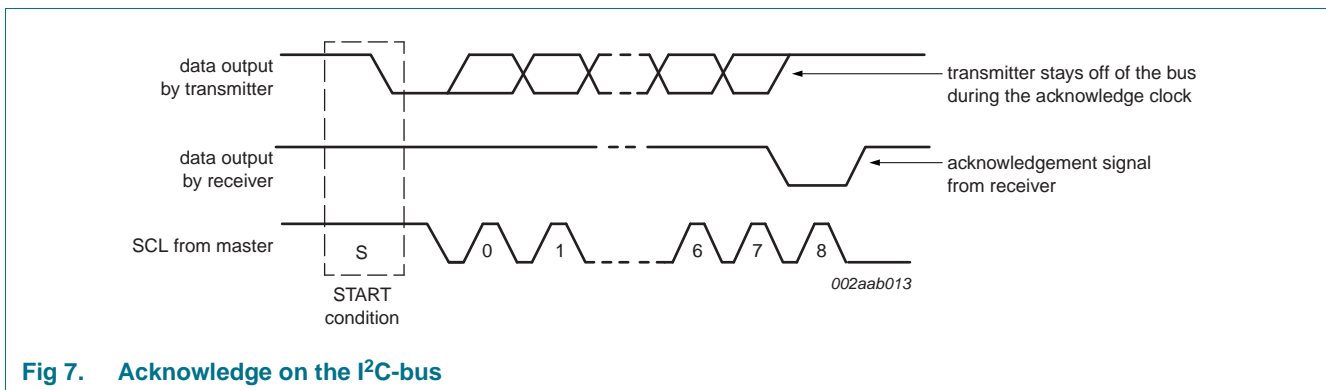 data output
by transmitter
transmitter stays off of the bus
during the acknowledge clock
data output
by receiver
acknowledgement signal
from receiver
SCL from master
S
0
1
6
7
8
002aab013
START
condition
Fig 7. Acknowledge on the I²C-bus